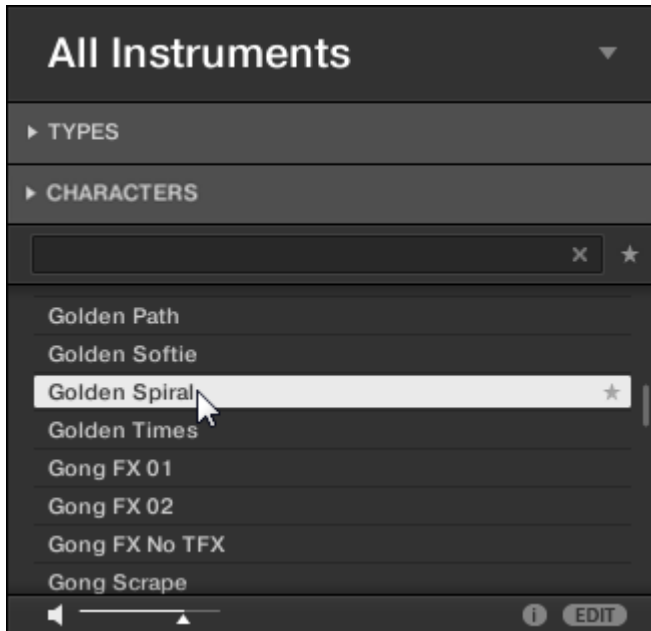 All Instruments
TYPES
CHARACTERS
Golden Path
Golden Softie
Golden Spiral
Golden Times
Gong FX 01
Gong FX 02
Gong FX No TFX
Gong Scrape
i EDIT